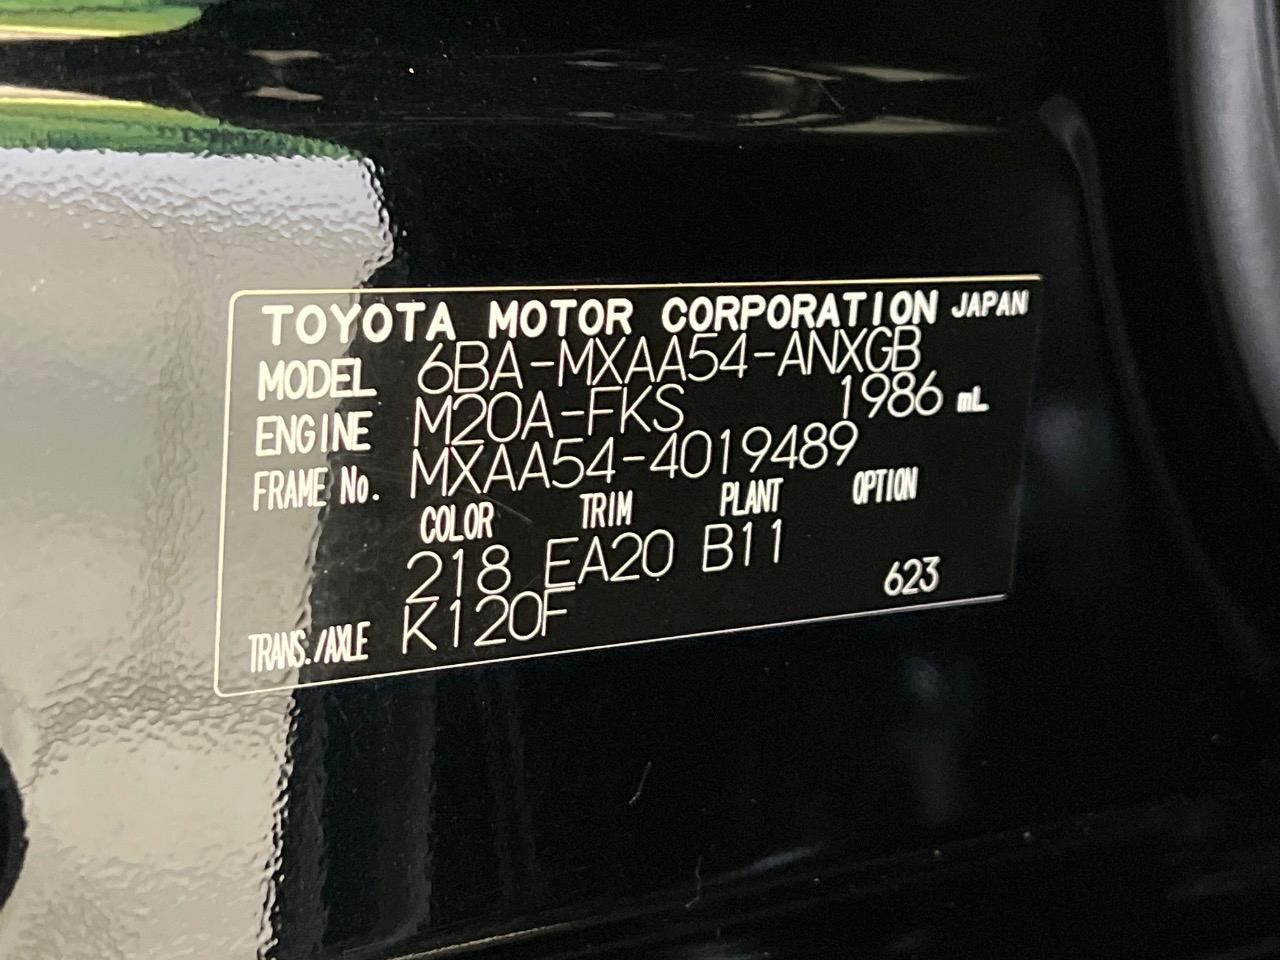 TOYOTA MOTOR CORPORATION JAPAN
MODEL 6BA-MXAA54-ANXGB
ENGINE M20A-FKS 1986 mL
FRAME No. MXAA54-4019489
COLOR TRIM PLANT OPTION
218 EA20 B11
TRANS./AXLE K120F 623